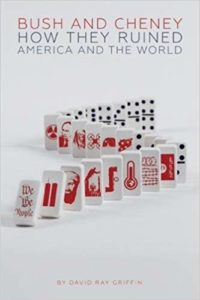 BUSH AND CHENEY
HOW THEY RUINED
AMERICA AND THE WORLD
We
the
People
BY DAVID RAY GRIFFIN